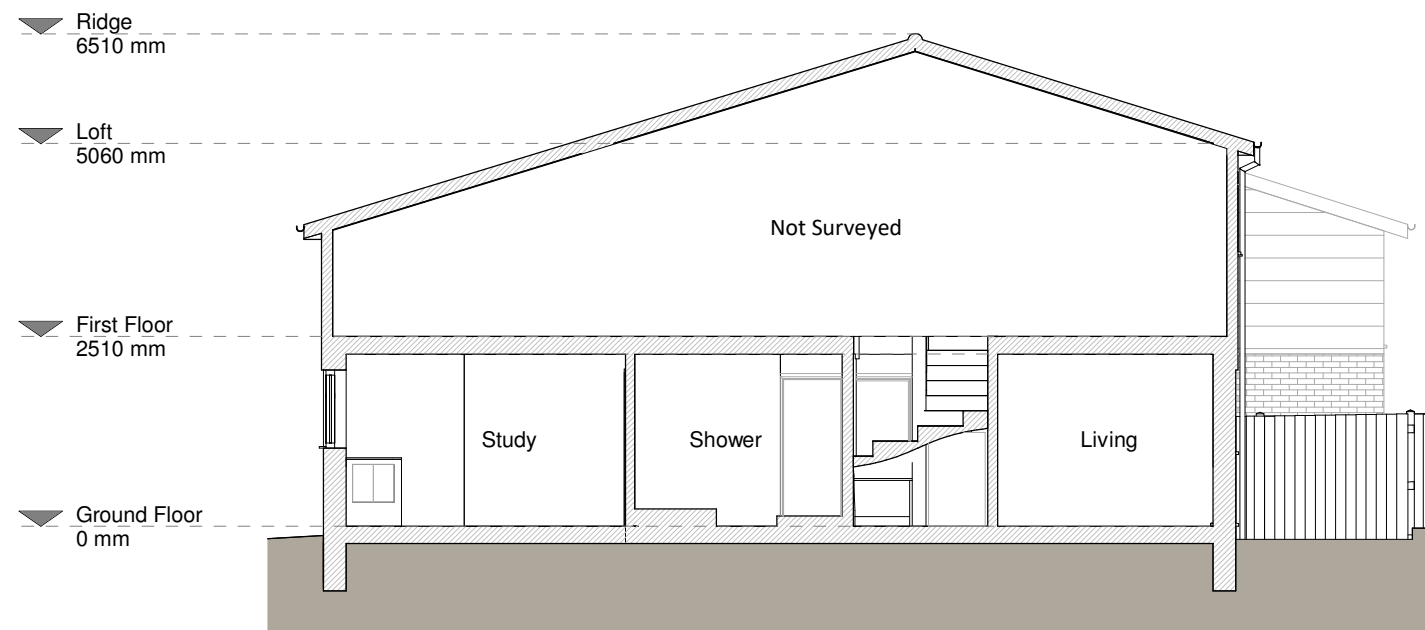 Ridge
6510 mm
Loft
5060 mm
Not Surveyed
First Floor
2510 mm
Study
Shower
Living
Ground Floor
0 mm